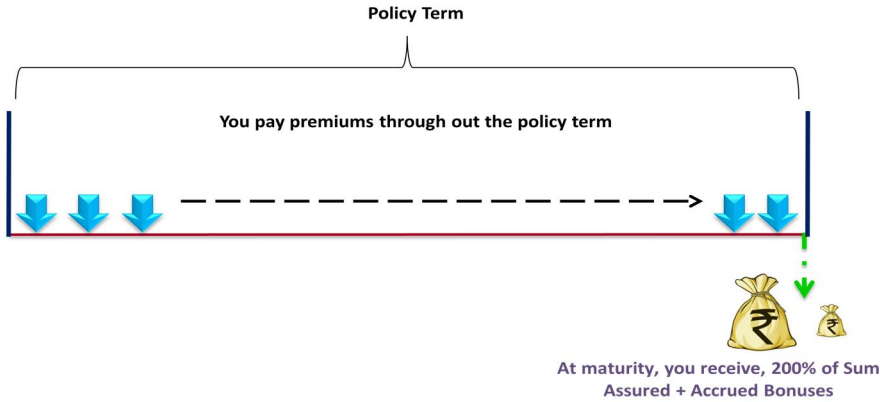 Policy Term
You pay premiums through out the policy term
₹
₹
At maturity, you receive, 200% of Sum
Assured + Accrued Bonuses